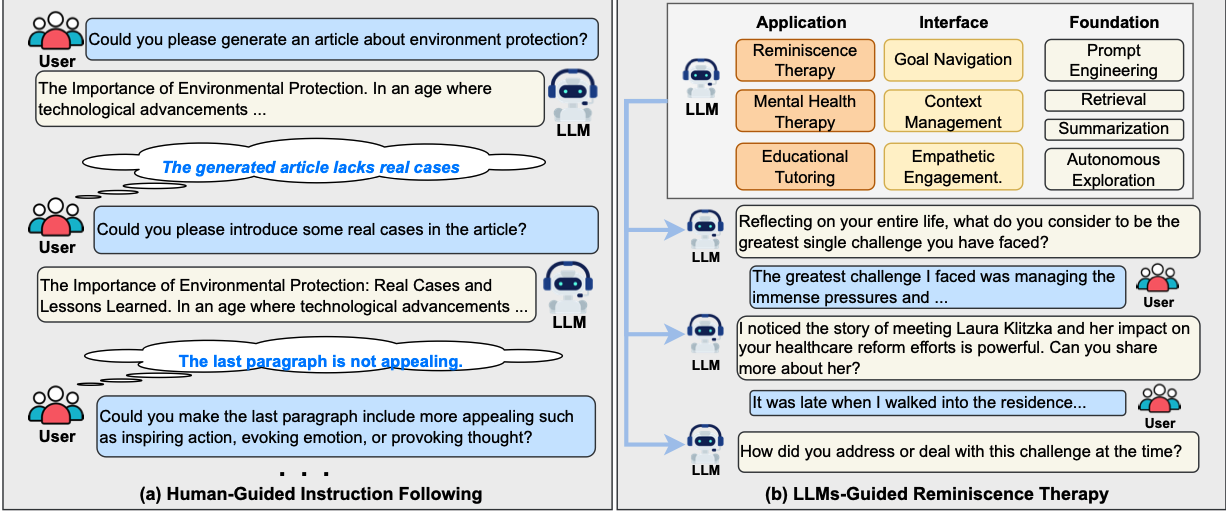 User
Could you please generate an article about environment protection?
The Importance of Environmental Protection. In an age where
technological advancements ...
LLM
The generated article lacks real cases
User
Could you please introduce some real cases in the article?
The Importance of Environmental Protection: Real Cases and
Lessons Learned. In an age where technological advancements ...
LLM
The last paragraph is not appealing.
User
Could you make the last paragraph include more appealing such
as inspiring action, evoking emotion, or provoking thought?
. . .
(a) Human-Guided Instruction Following
LLM
Application
Reminiscence
Therapy
Mental Health
Therapy
Educational
Tutoring
Interface
Goal Navigation
Context
Management
Empathetic
Engagement.
Foundation
Prompt
Engineering
Retrieval
Summarization
Autonomous
Exploration
LLM
Reflecting on your entire life, what do you consider to be the
greatest single challenge you have faced?
The greatest challenge I faced was managing the
immense pressures and ...
User
LLM
I noticed the story of meeting Laura Klitzka and her impact on
your healthcare reform efforts is powerful. Can you share
more about her?
It was late when I walked into the residence...
User
LLM
How did you address or deal with this challenge at the time?
(b) LLMs-Guided Reminiscence Therapy